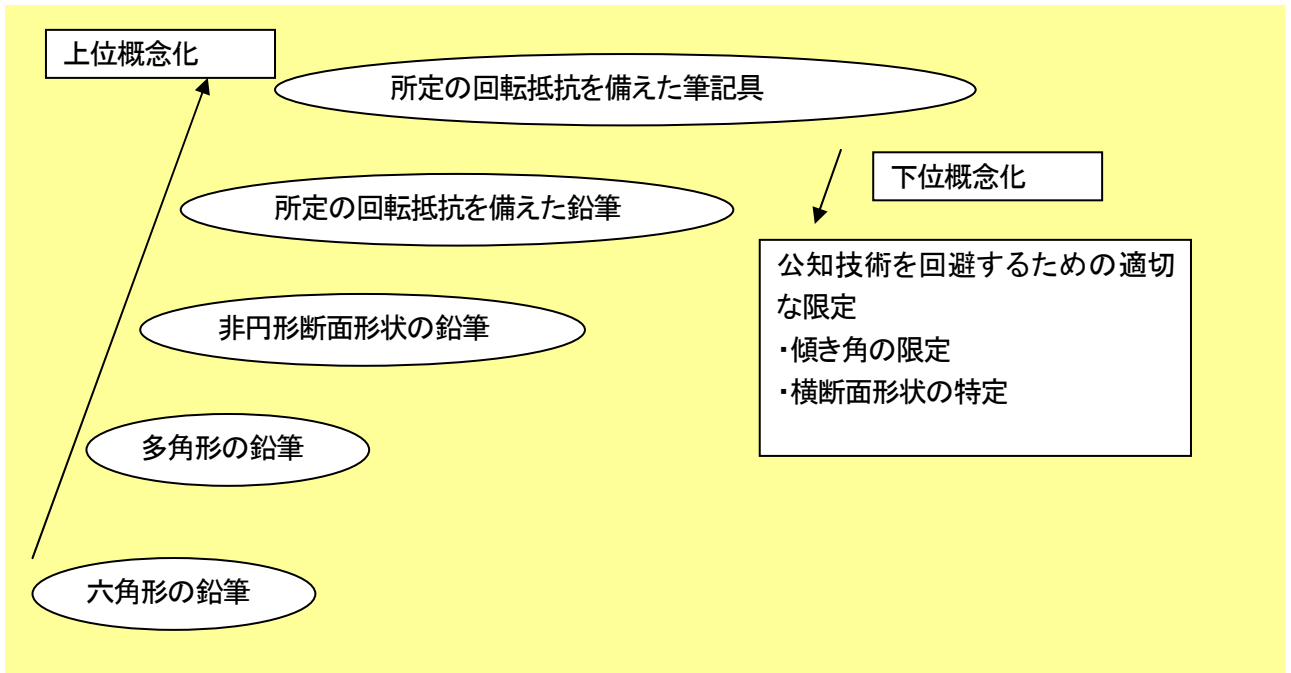 上位概念化
所定の回転抵抗を備えた筆記具
下位概念化
所定の回転抵抗を備えた鉛筆
公知技術を回避するための適切
な限定
・傾き角の限定
・横断面形状の特定
非円形断面形状の鉛筆
多角形の鉛筆
六角形の鉛筆